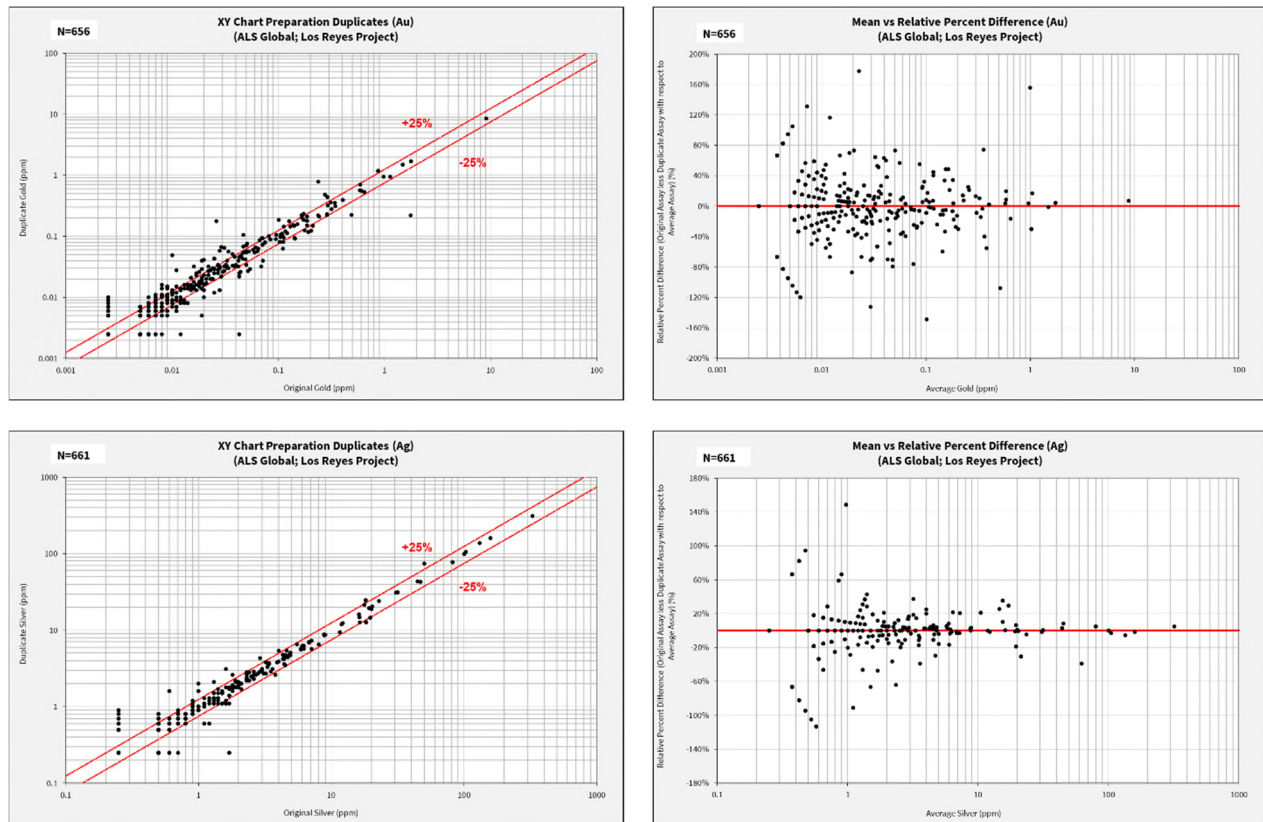 N=656
XY Chart Preparation Duplicates (Au)
(ALS Global; Los Reyes Project)
100
10
1
0.1
0.01
0.001
Duplicate Gold (ppm)
+25%
-25%
0.001
0.01
0.1
1
10
100
Original Gold (ppm)
N=656
Mean vs Relative Percent Difference (Au)
(ALS Global; Los Reyes Project)
200%
160%
120%
80%
40%
0%
-40%
-80%
-120%
-160%
-200%
Relative Percent Difference (Original Assay less Duplicate Assay with respect to
Average Assay) (%)
0.001
0.01
0.1
1
10
100
Average Gold (ppm)
N=661
XY Chart Preparation Duplicates (Ag)
(ALS Global; Los Reyes Project)
1000
100
10
1
0.1
Duplicate Silver (ppm)
+25%
-25%
0.1
1
10
100
1000
Original Silver (ppm)
N=661
Mean vs Relative Percent Difference (Ag)
(ALS Global; Los Reyes Project)
180%
140%
100%
60%
20%
-20%
-60%
-100%
-140%
-180%
Relative Percent Difference (Original Assay less Duplicate Assay with respect to
Average Assay) (%)
0.1
1
10
100
1000
Average Silver (ppm)